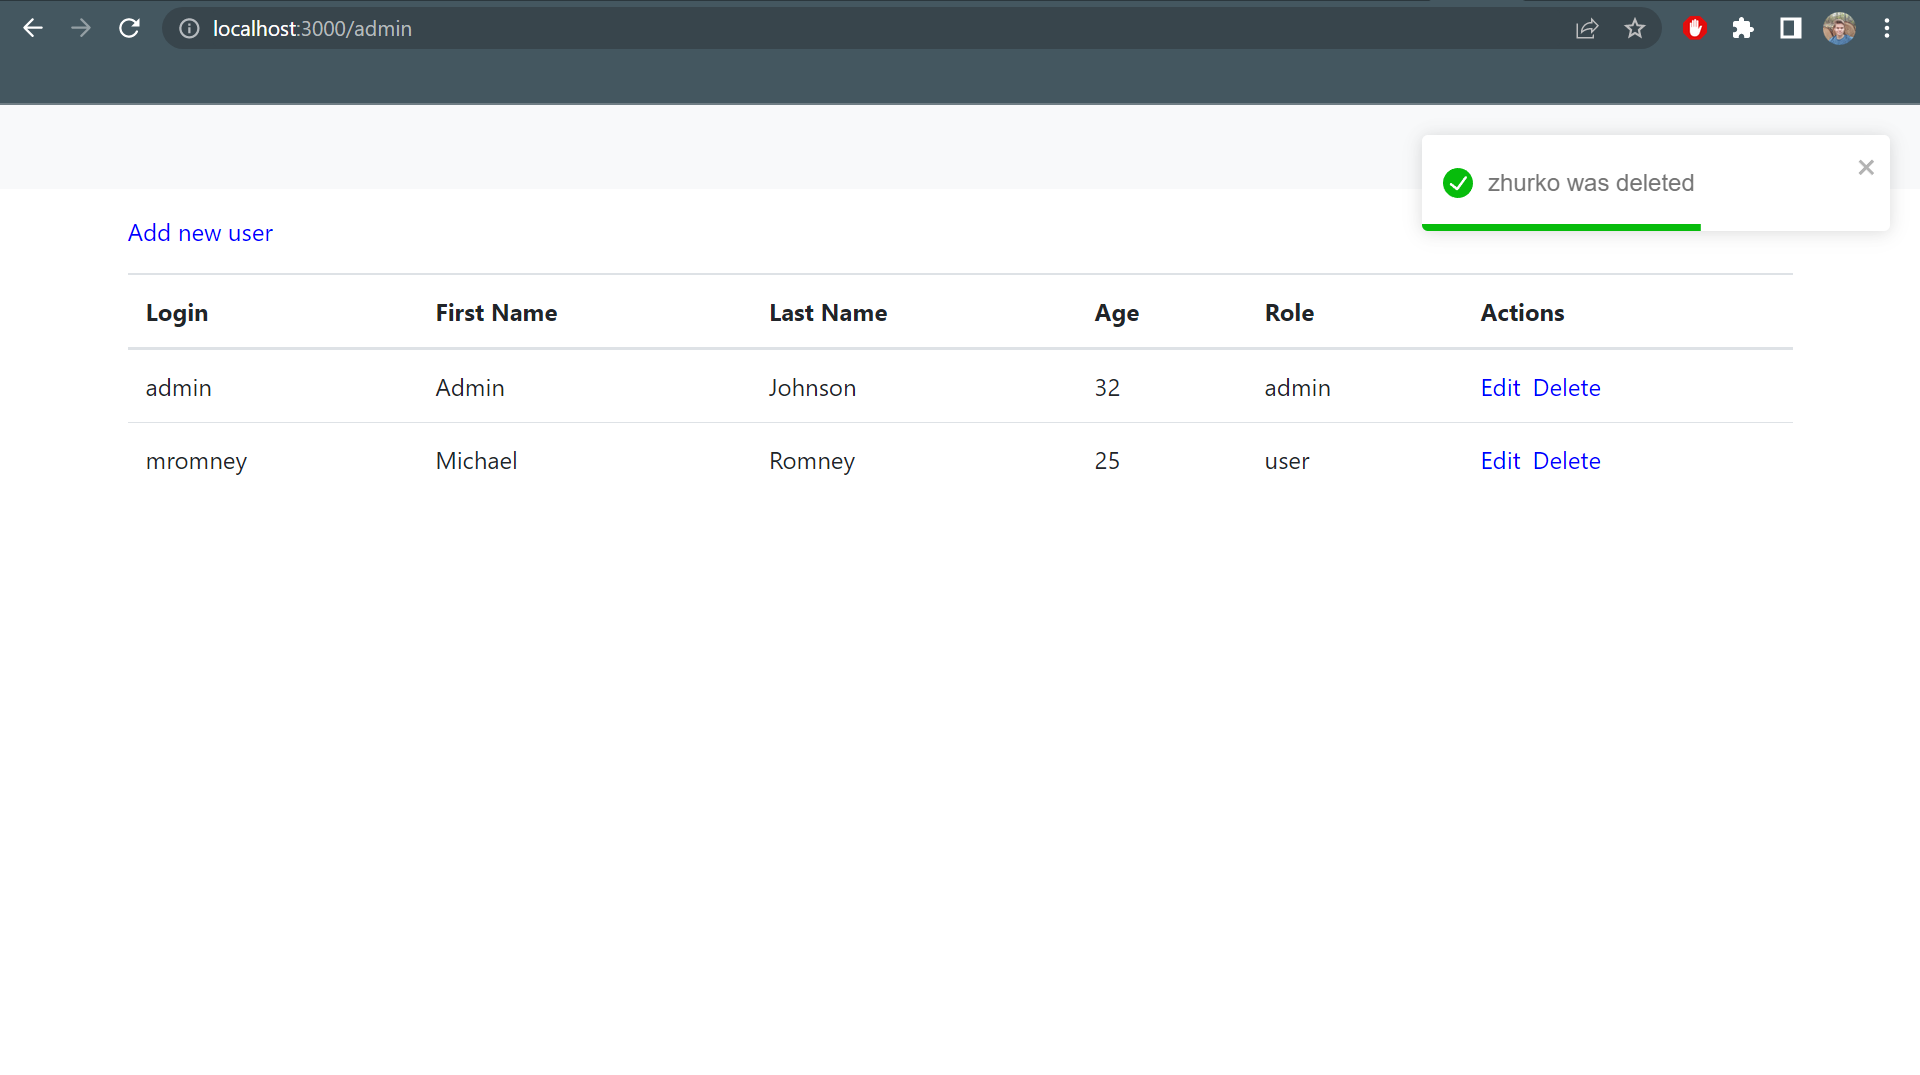 localhost:3000/admin
zhurko was deleted
Add new user
Login First Name Last Name Age Role Actions
admin Admin Johnson 32 admin Edit Delete
mromney Michael Romney 25 user Edit Delete